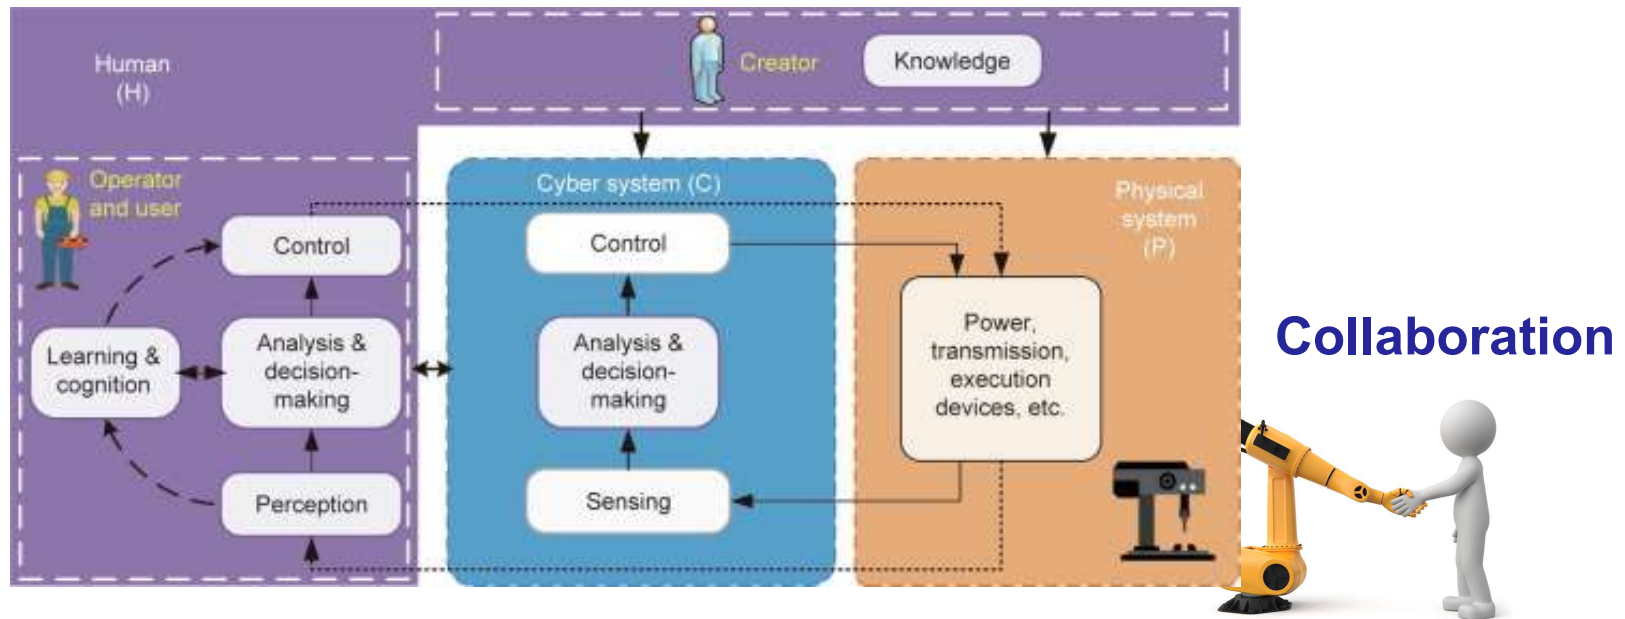 Human
(H)
Creator
Knowledge
Operator
and user
Control
Learning &
cognition
Analysis &
decision-
making
Perception
Cyber system (C)
Control
Analysis &
decision-
making
Sensing
Physical
system
(P)
Power,
transmission,
execution
devices, etc.
Collaboration